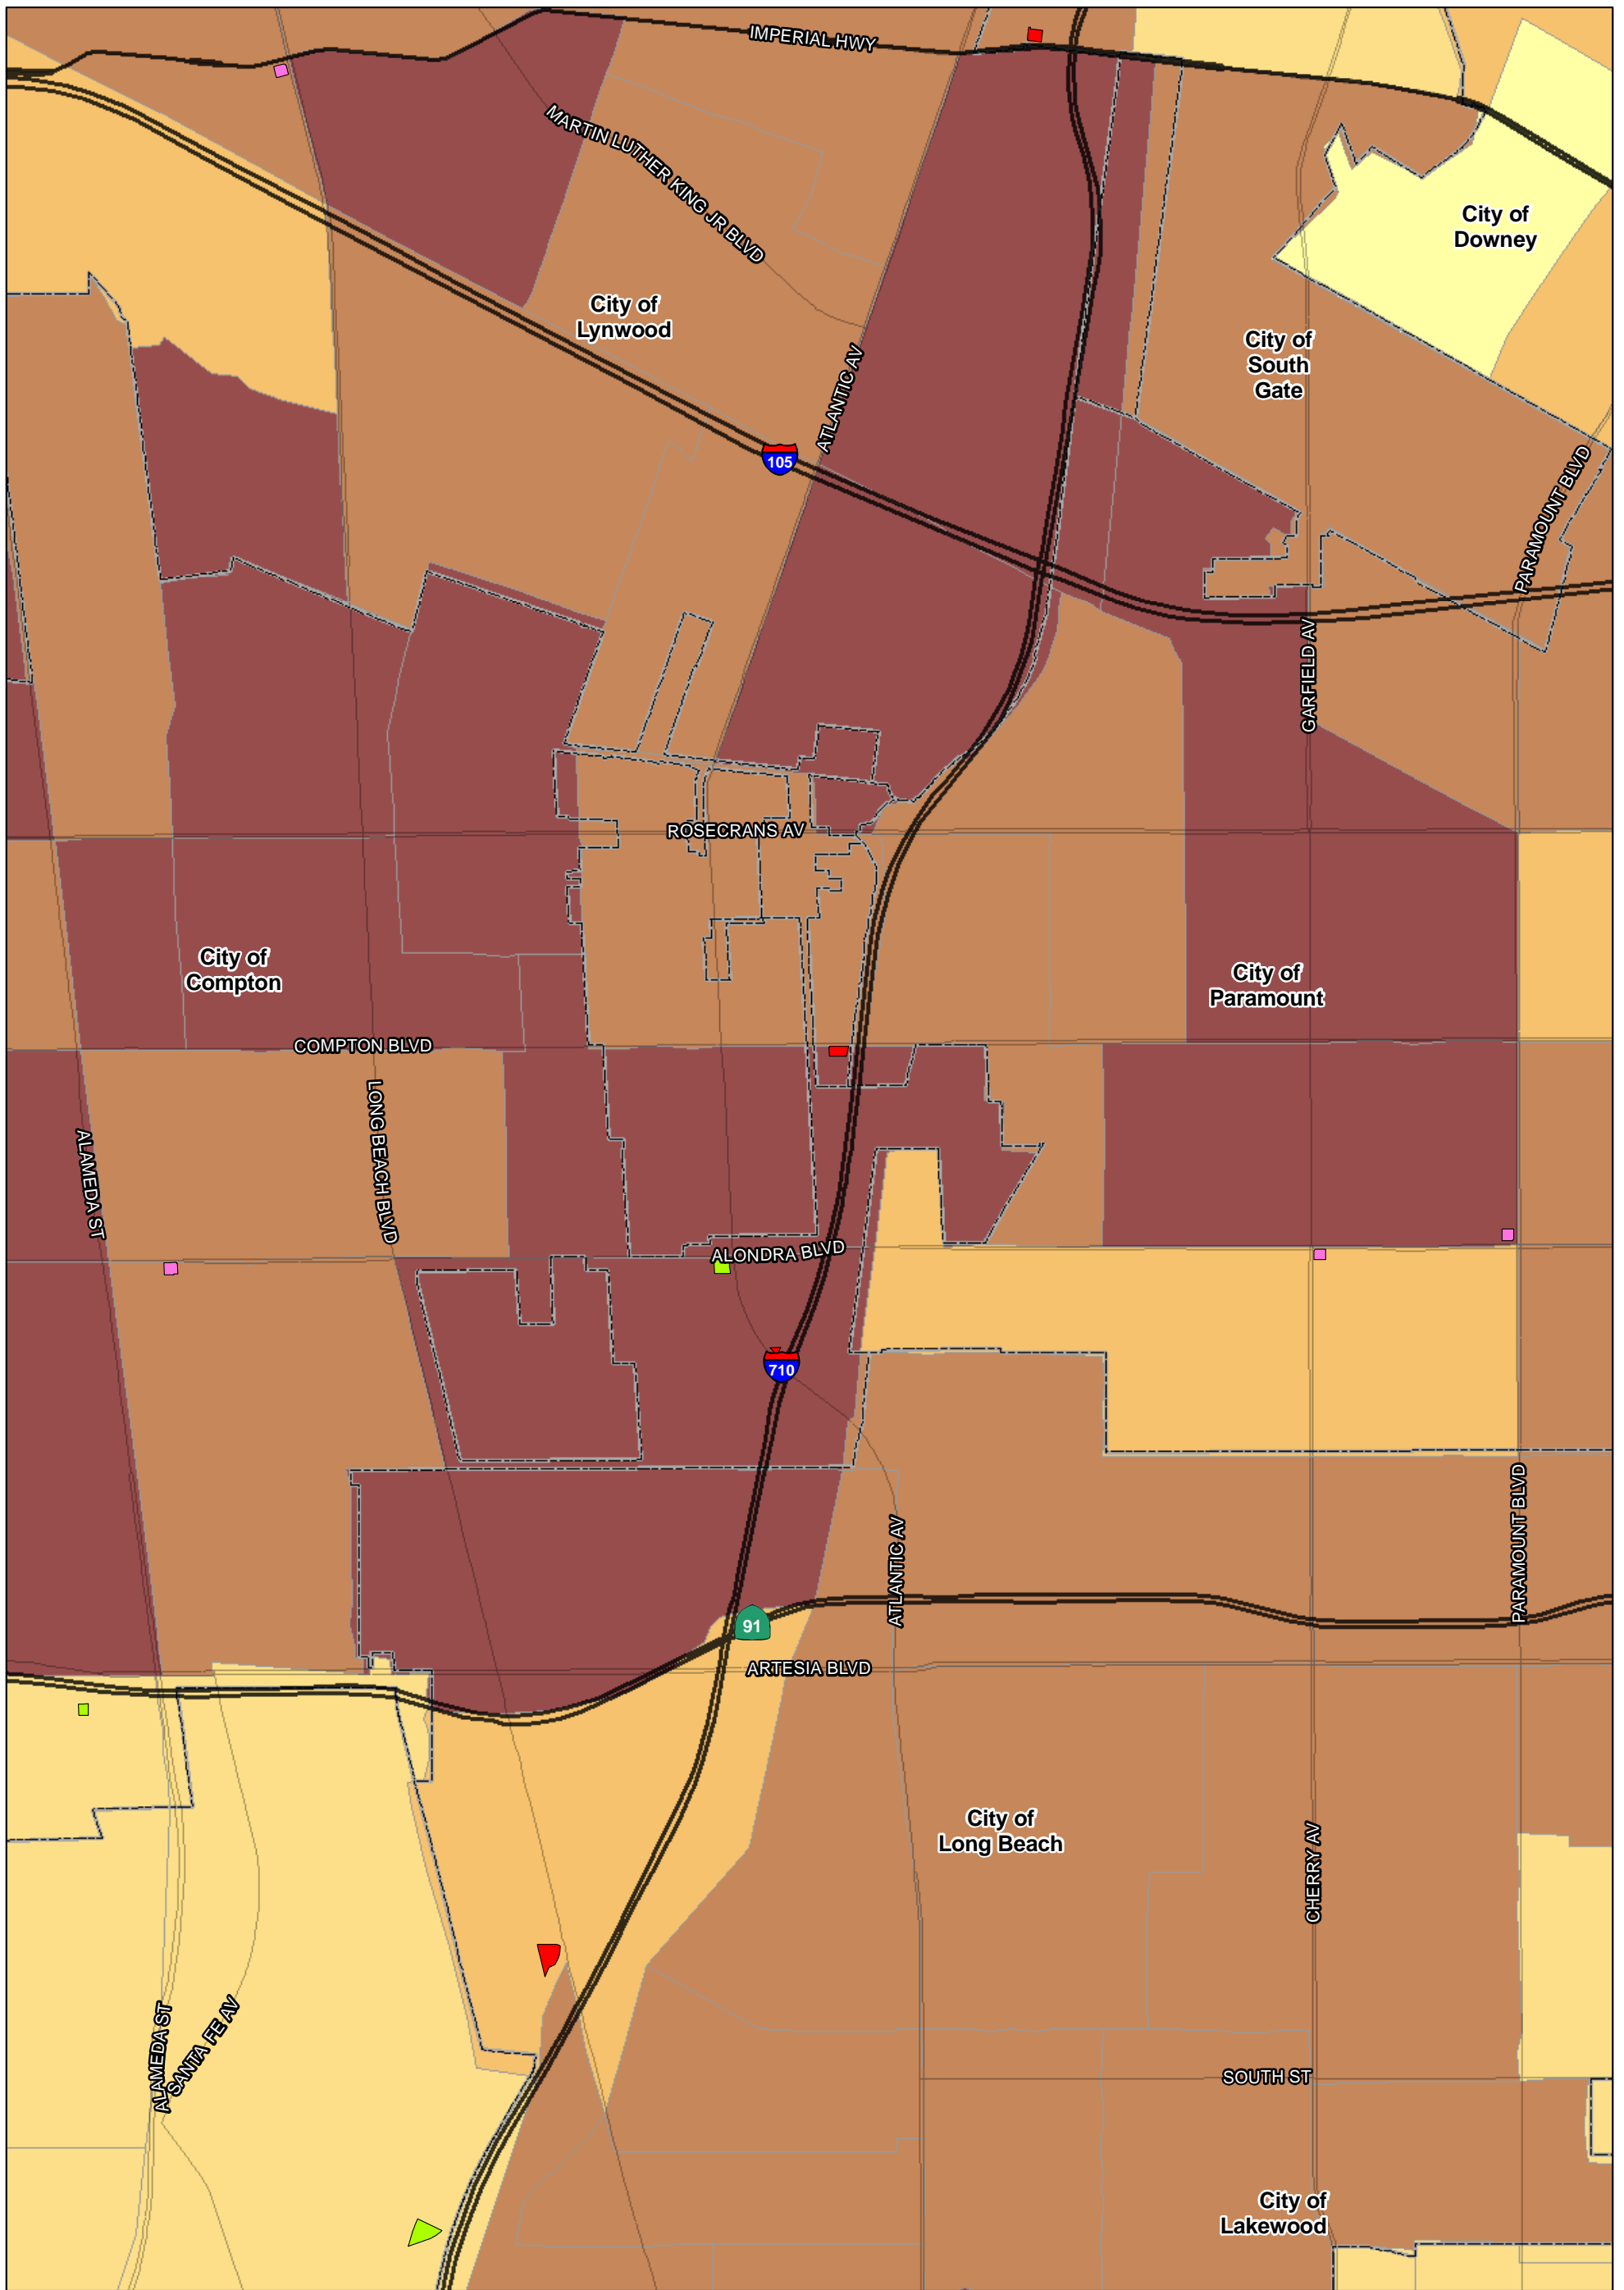 IMPERIAL HWY
MARTIN LUTHER KING JR BLVD
City of
Downey
City of
Lynwood
City of
South
Gate
ATLANTIC AV
105
PARAMOUNT BLVD
GARFIELD AV
ROSECRANS AV
City of
Compton
City of
Paramount
COMPTON BLVD
LONG BEACH BLVD
ALAMEDA ST
ALONDRA BLVD
710
ATLANTIC AV
PARAMOUNT BLVD
91
ARTESIA BLVD
City of
Long Beach
CHERRY AV
ALAMEDA ST
SANTA FE AV
SOUTH ST
City of
Lakewood